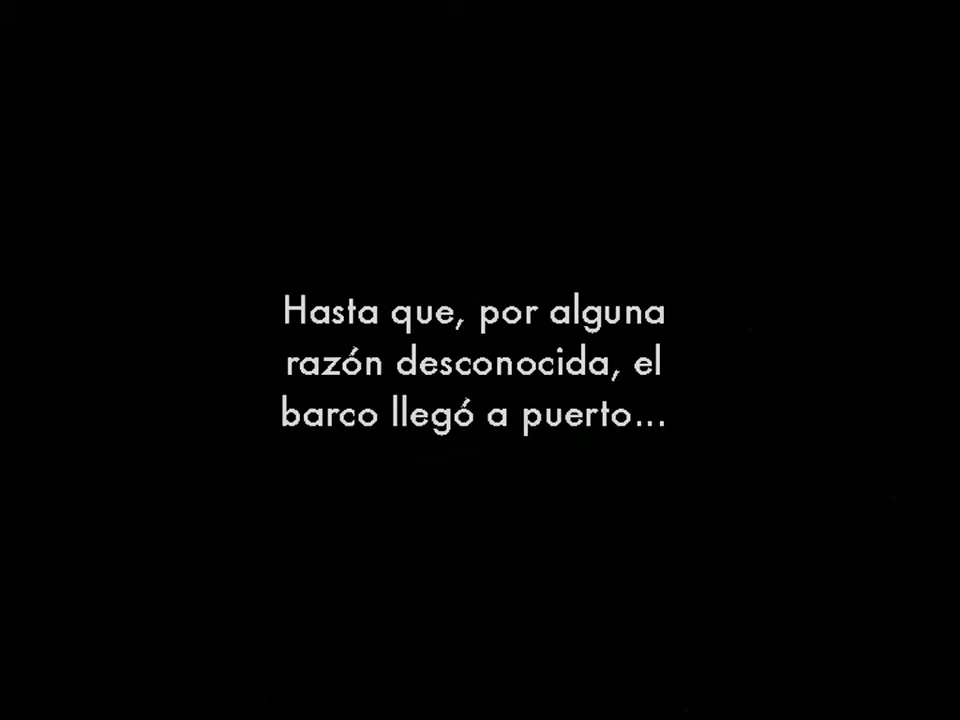 Hasta que, por alguna
razón desconocida, el
barco llegó a puerto...